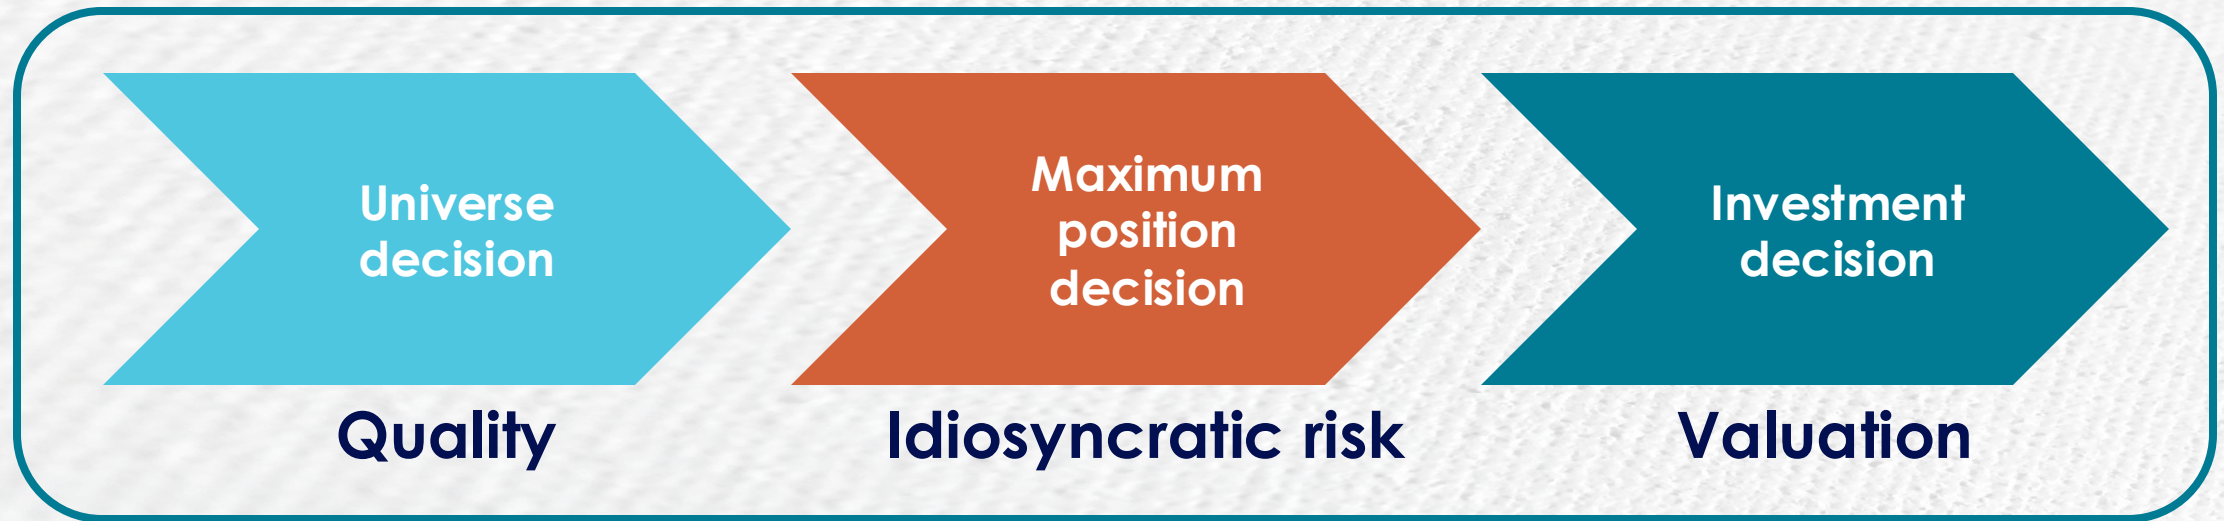 Universe
decision
Maximum
position
decision
Investment
decision
Quality
Idiosyncratic risk
Valuation